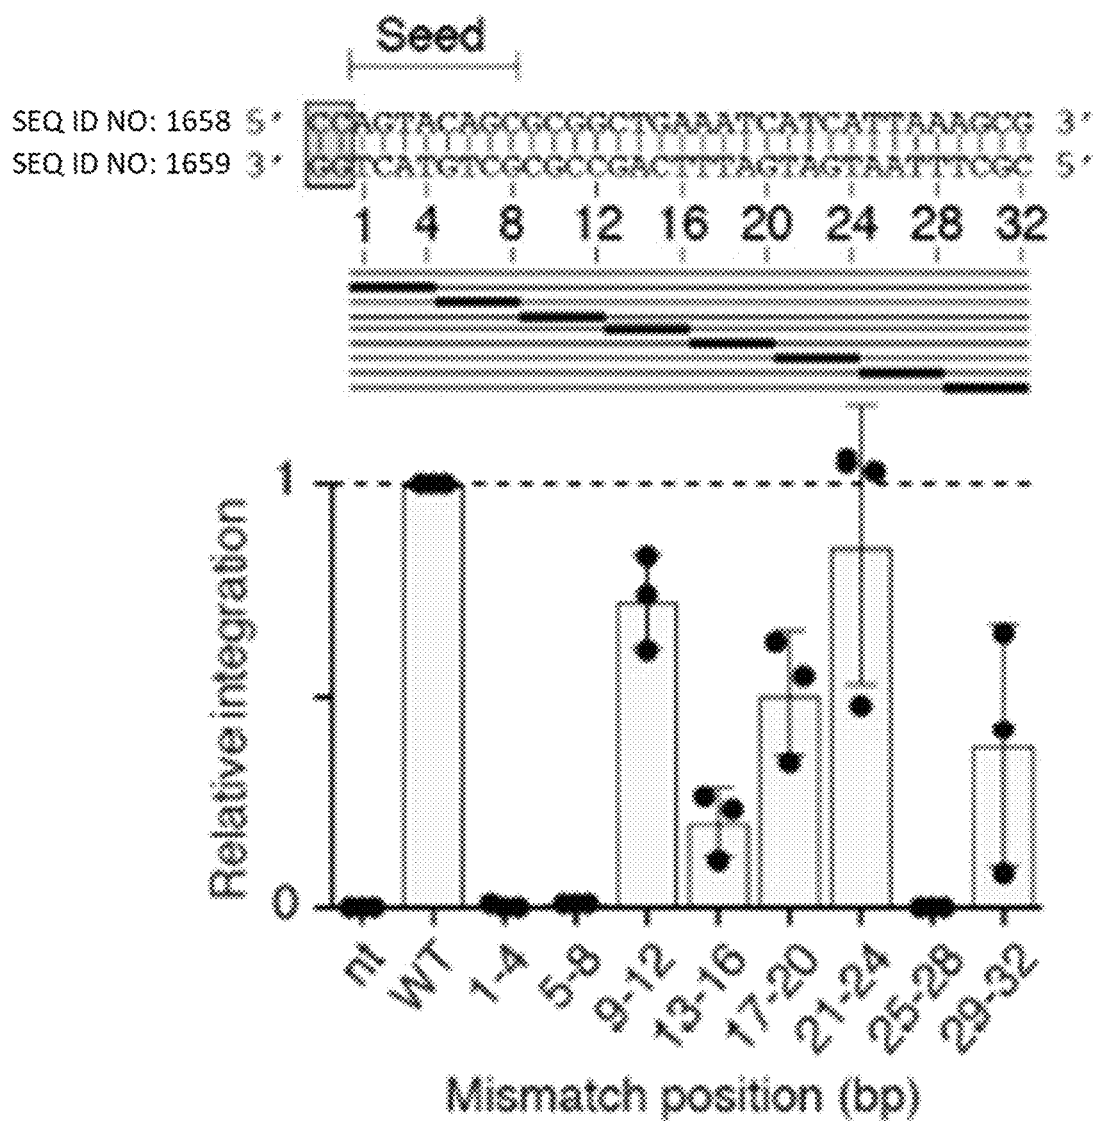 Seed
SEQ ID NO: 1658 5' CCAGTACAGCGCGGCTGAAATCATCATTAAAGCG 3'
SEQ ID NO: 1659 3' GGTCATGTCGCGCCGACTTTAGTAGTAATTTCGC 5'
1 4 8 12 16 20 24 28 32
1
Relative integration
0
nt WT 1-4 5-8 9-12 13-16 17-20 21-24 25-28 29-32
Mismatch position (bp)